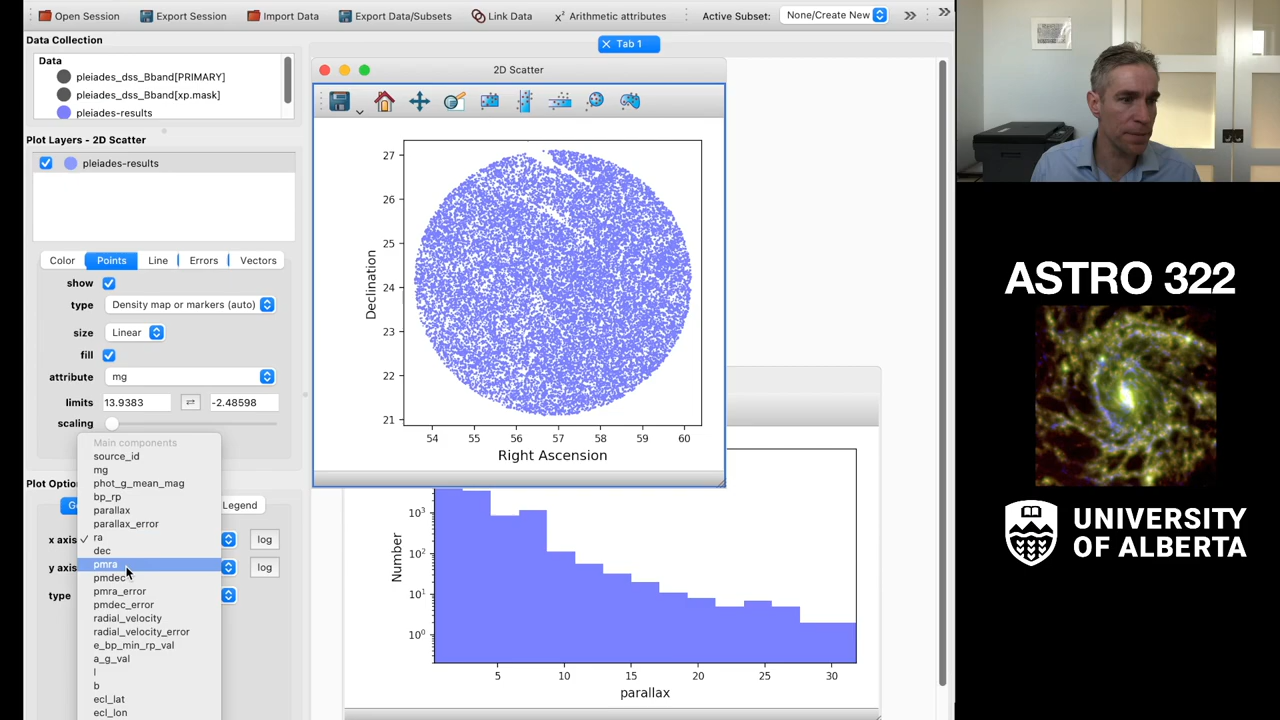 Open Session Export Session Import Data Export Data/Subsets Link Data x² Arithmetic attributes Active Subset: None/Create New » »
Data Collection
Data
pleiades_dss_Bband[PRIMARY]
pleiades_dss_Bband[xp.mask]
pleiades-results
Plot Layers - 2D Scatter
pleiades-results
Color Points Line Errors Vectors
show
type Density map or markers (auto)
size Linear
fill
attribute mg
limits 13.9383 -2.48598
scaling
Main components
source_id
mg
phot_g_mean_mag
bp_rp
parallax
parallax_error
✓ ra
dec
pmra
pmdec
pmra_error
pmdec_error
radial_velocity
radial_velocity_error
e_bp_min_rp_val
a_g_val
l
b
ecl_lat
ecl_lon
Plot Legend
x axis log
y axis log
type
Tab 1
2D Scatter
27
26
25
24
23
22
21
Declination
54 55 56 57 58 59 60
Right Ascension
10³
10²
10¹
10⁰
Number
5 10 15 20 25 30
parallax
ASTRO 322
UNIVERSITY
OF ALBERTA